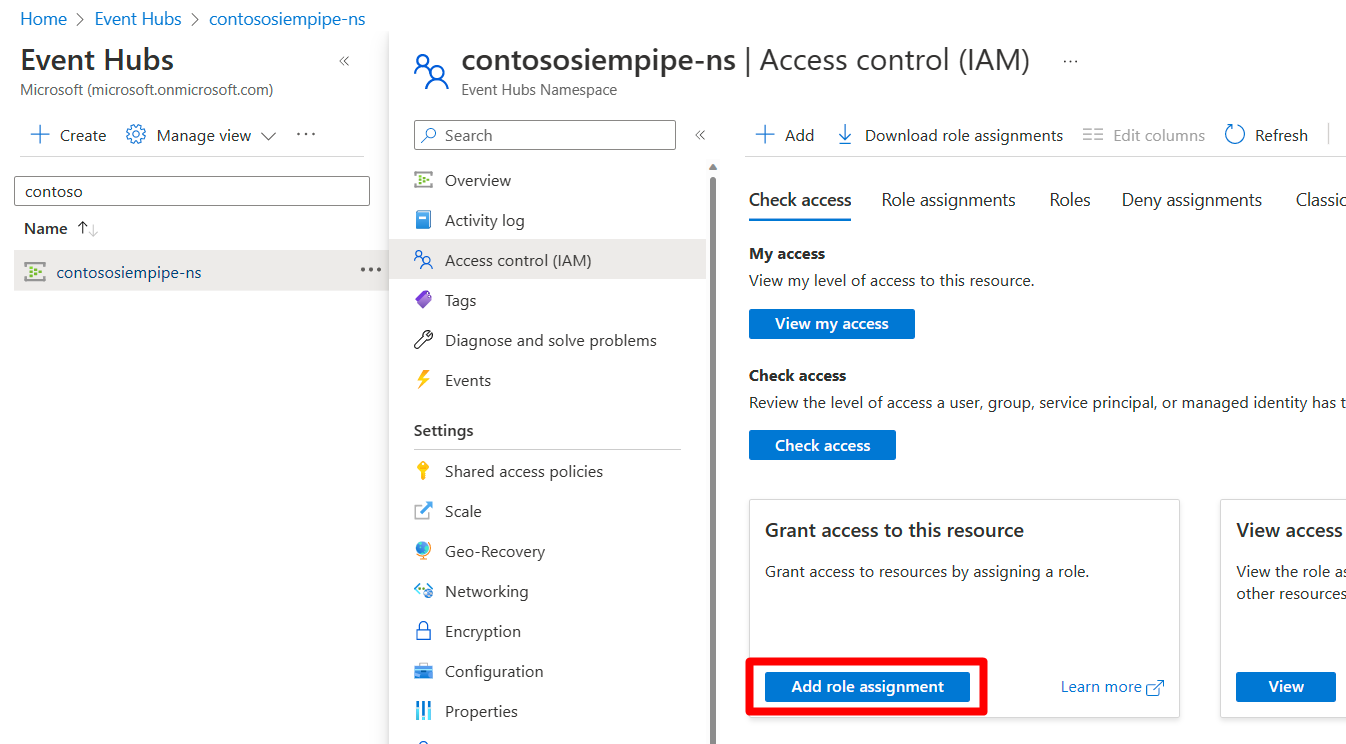 Home > Event Hubs > contososiempipe-ns
Event Hubs
Microsoft (microsoft.onmicrosoft.com)
Create Manage view
contoso
Name
contososiempipe-ns
contososiempipe-ns | Access control (IAM)
Event Hubs Namespace
Search
Overview
Activity log
Access control (IAM)
Tags
Diagnose and solve problems
Events
Settings
Shared access policies
Scale
Geo-Recovery
Networking
Encryption
Configuration
Properties
Add Download role assignments Edit columns Refresh
Check access Role assignments Roles Deny assignments Classic
My access
View my level of access to this resource.
View my access
Check access
Review the level of access a user, group, service principal, or managed identity has t
Check access
Grant access to this resource
Grant access to resources by assigning a role.
Add role assignment
Learn more
View access
View the role as
other resources
View